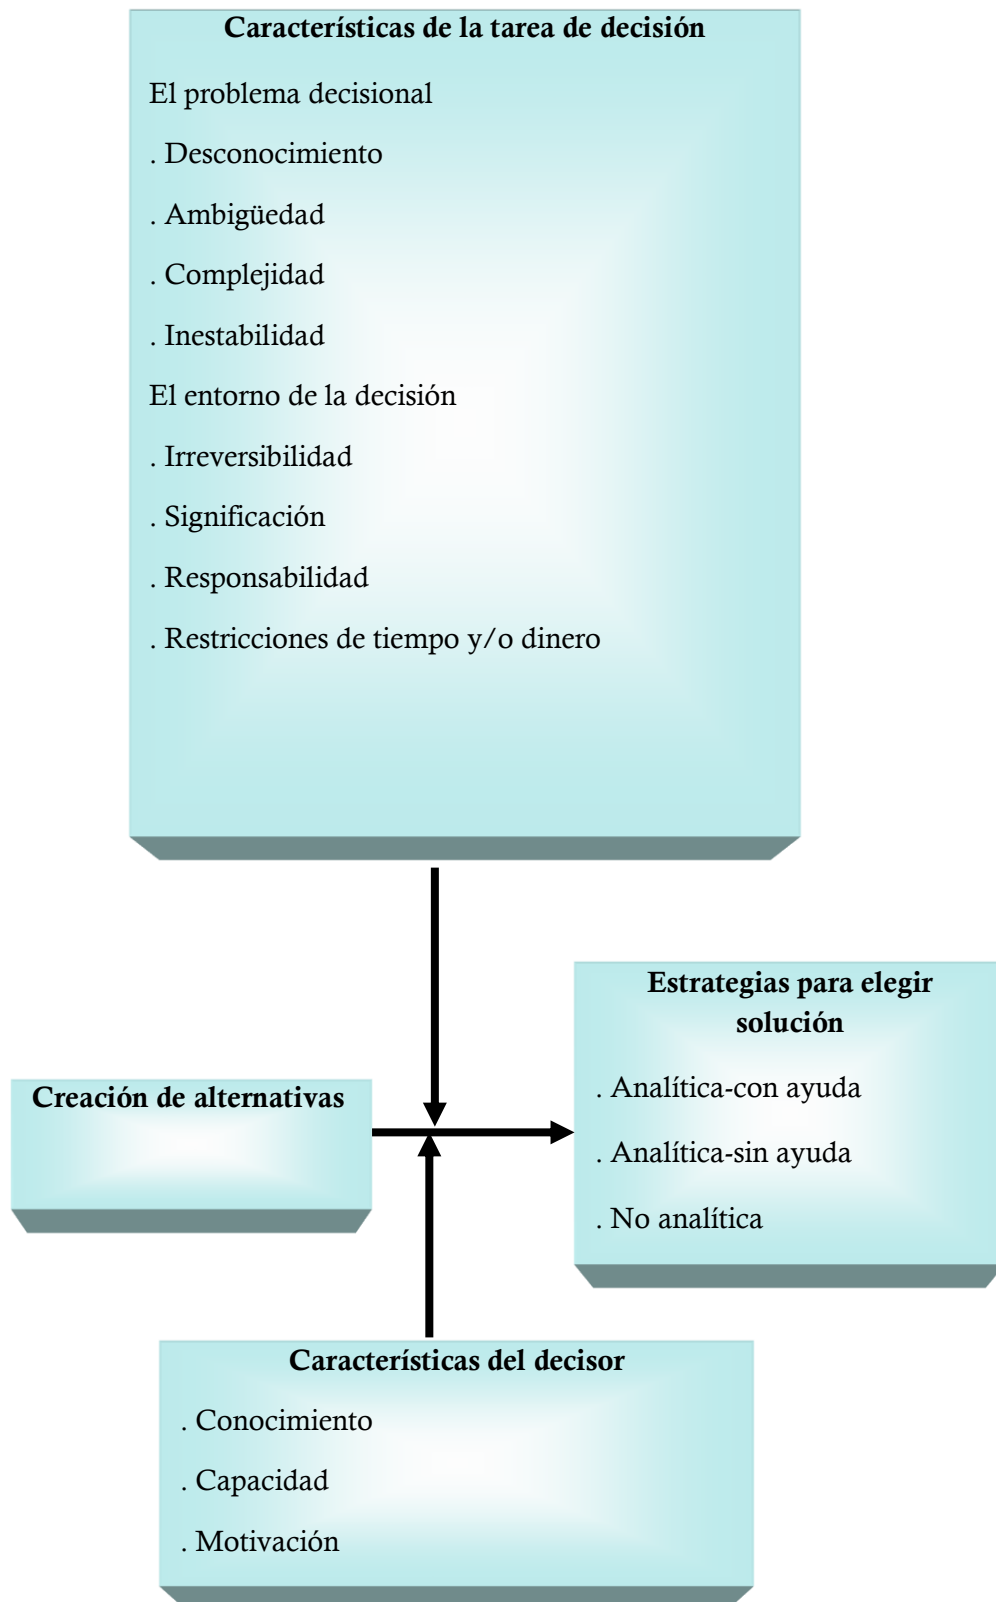 Características de la tarea de decisión
El problema decisional
. Desconocimiento
. Ambigüedad
. Complejidad
. Inestabilidad
El entorno de la decisión
. Irreversibilidad
. Significación
. Responsabilidad
. Restricciones de tiempo y/o dinero
Creación de alternativas
Estrategias para elegir
solución
. Analítica-con ayuda
. Analítica-sin ayuda
. No analítica
Características del decisor
. Conocimiento
. Capacidad
. Motivación